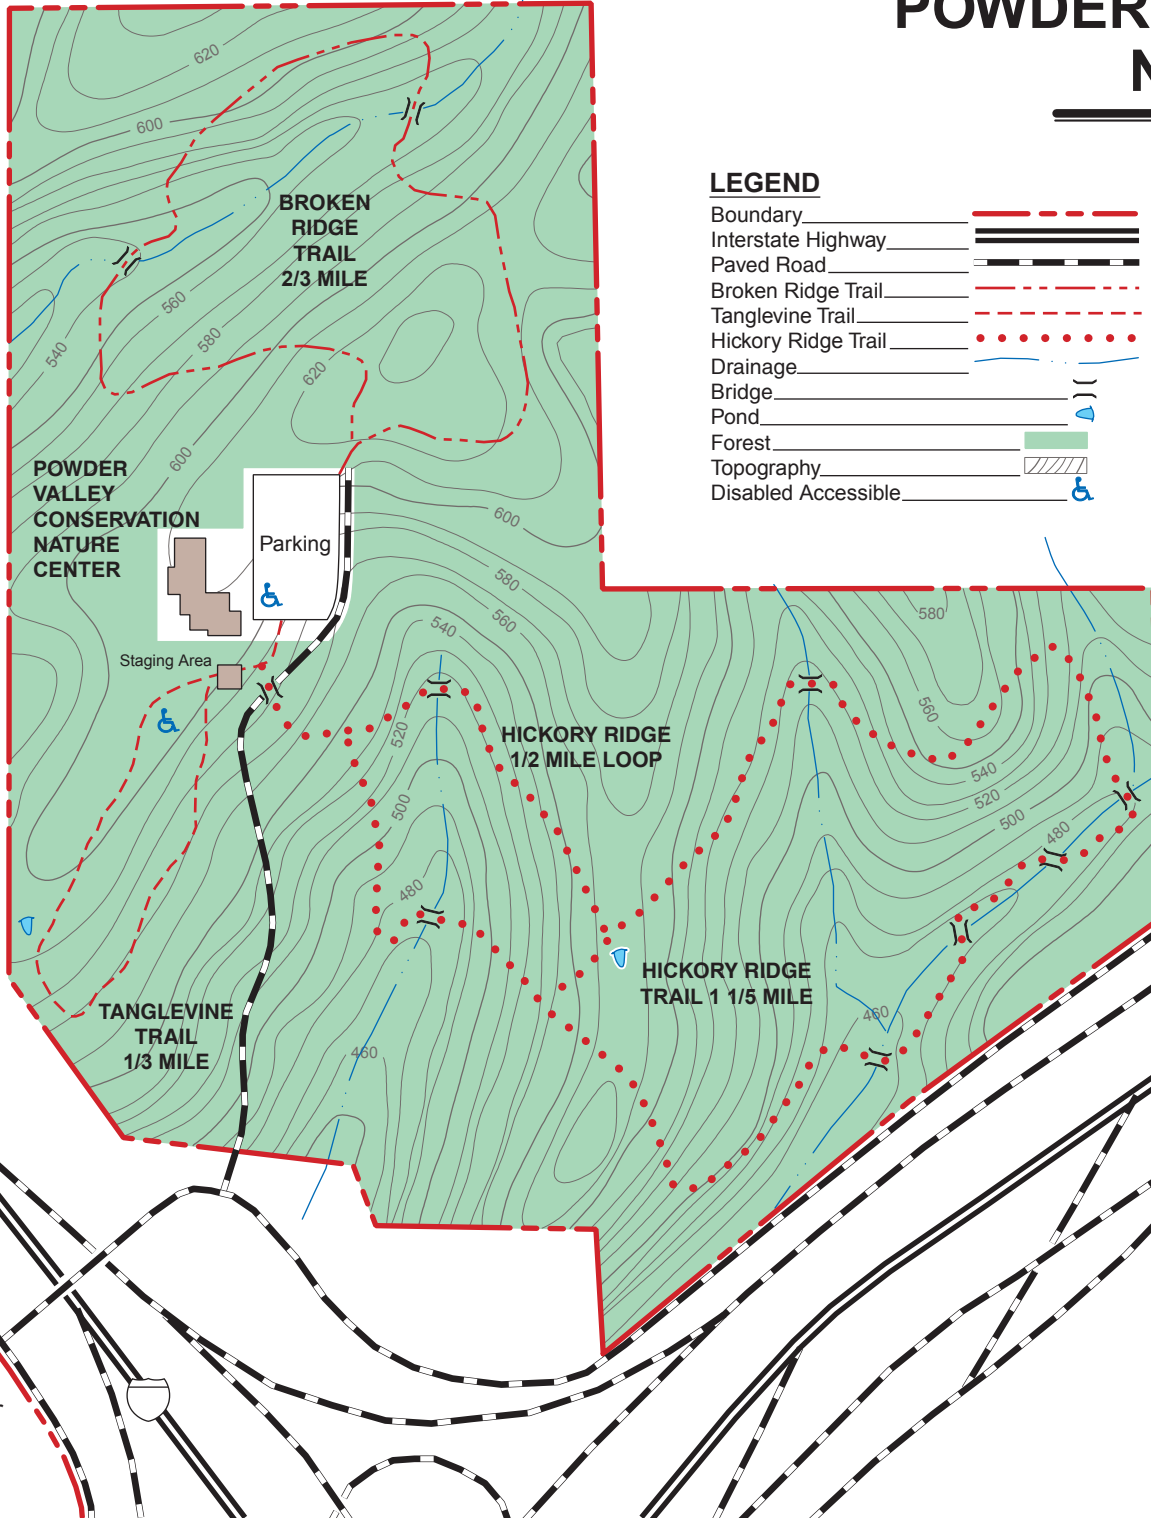 POWDER
N
LEGEND
Boundary
Interstate Highway
Paved Road
Broken Ridge Trail
Tanglevine Trail
Hickory Ridge Trail
Drainage
Bridge
Pond
Forest
Topography
Disabled Accessible
620
600
BROKEN
RIDGE
TRAIL
2/3 MILE
560
580
540
620
600
POWDER
VALLEY
CONSERVATION
NATURE
CENTER
Parking
600
580
560
540
580
Staging Area
520
HICKORY RIDGE
1/2 MILE LOOP
560
540
520
500
480
500
480
HICKORY RIDGE
TRAIL 1 1/5 MILE
460
TANGLEVINE
TRAIL
1/3 MILE
460